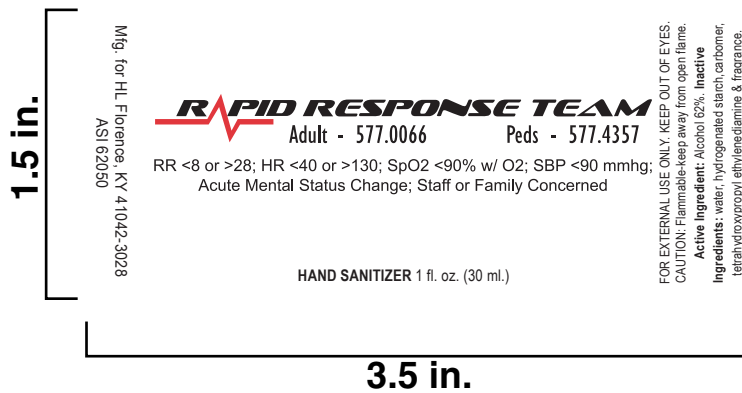 Mfg. for HL Florence, KY 41042-3028
ASI 62050
RAPID RESPONSE TEAM
Adult - 577.0066 Peds - 577.4357
RR <8 or >28; HR <40 or >130; SpO2 <90% w/ O2; SBP <90 mmhg;
Acute Mental Status Change; Staff or Family Concerned
HAND SANITIZER 1 fl. oz. (30 ml.)
FOR EXTERNAL USE ONLY. KEEP OUT OF EYES.
CAUTION: Flammable-keep away from open flame.
Active Ingredient: Alcohol 62%. Inactive
Ingredients: water, hydrogenated starch, carbomer,
tetrahydroxypropyl ethylenediamine & fragrance.
1.5 in.
3.5 in.